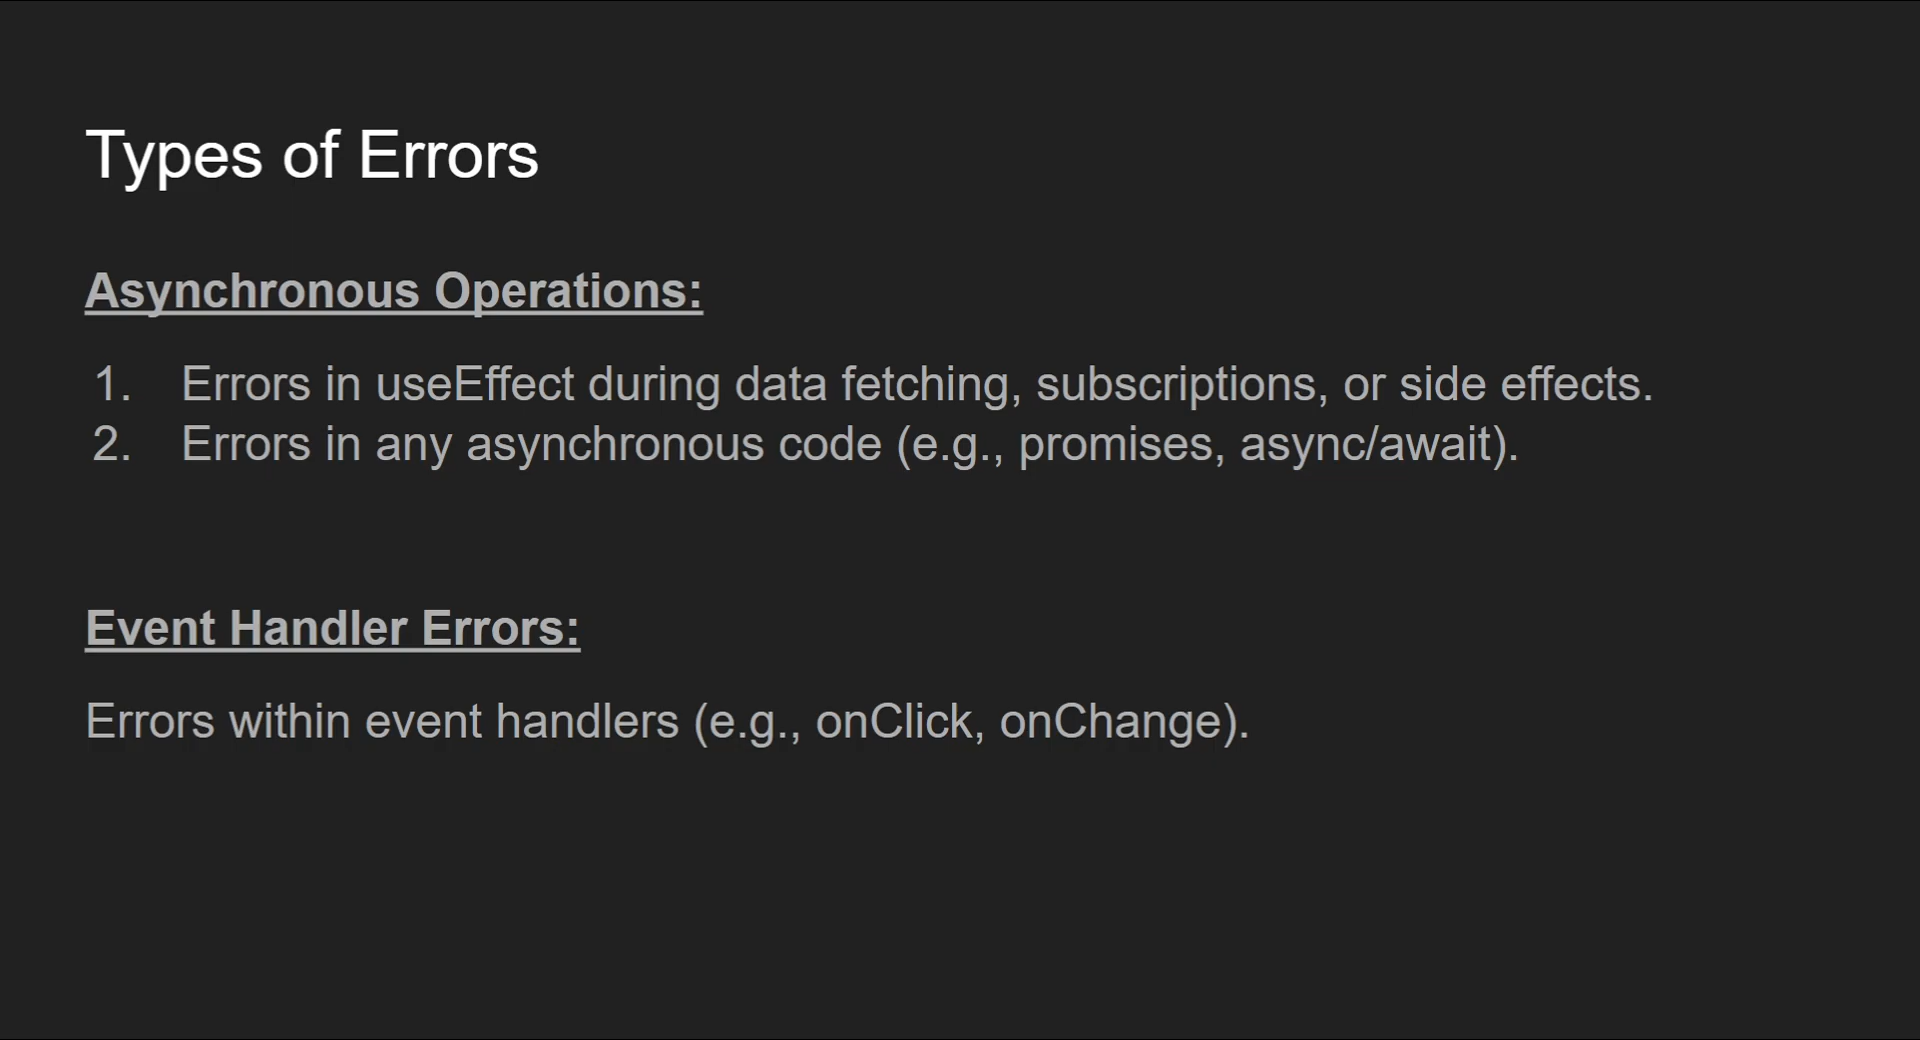 Types of Errors
Asynchronous Operations:
1. Errors in useEffect during data fetching, subscriptions, or side effects.
2. Errors in any asynchronous code (e.g., promises, async/await).
Event Handler Errors:
Errors within event handlers (e.g., onClick, onChange).